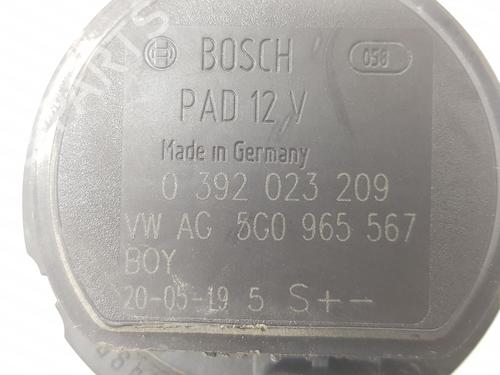 BOSCH 058
PAD 12 V
Made in Germany
0 392 023 209
VW AG 5G0 965 567
BOY
20-05-19 5 S+-